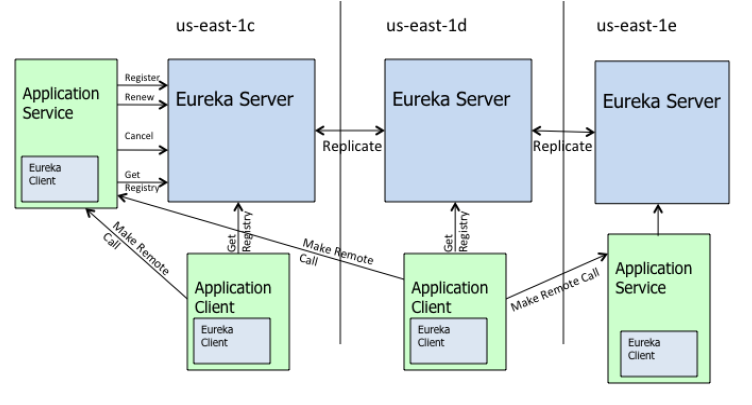 us-east-1c
us-east-1d
us-east-1e
Application
Service
Eureka
Client
Register
Renew
Cancel
Get
Registry
Eureka Server
Replicate
Eureka Server
Replicate
Eureka Server
Make Remote
Call
Get
Registry
Make Remote
Call
Get
Registry
Make Remote Call
Application
Client
Eureka
Client
Application
Client
Eureka
Client
Application
Service
Eureka
Client